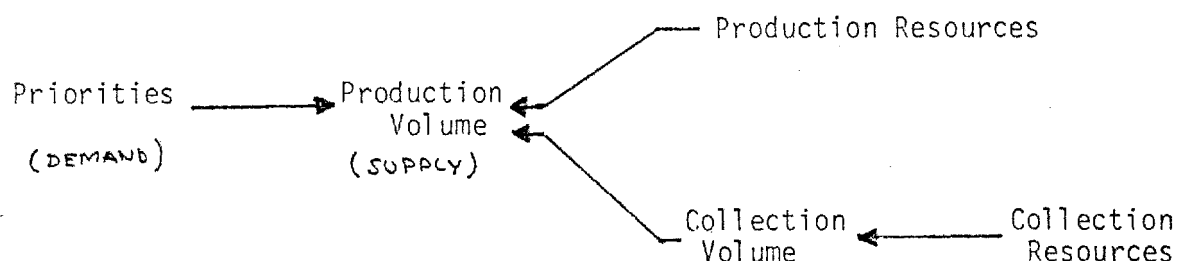 Production Resources
Priorities
Production
Volume
(DEMAND)
(SUPPLY)
Collection
Volume
Collection
Resources